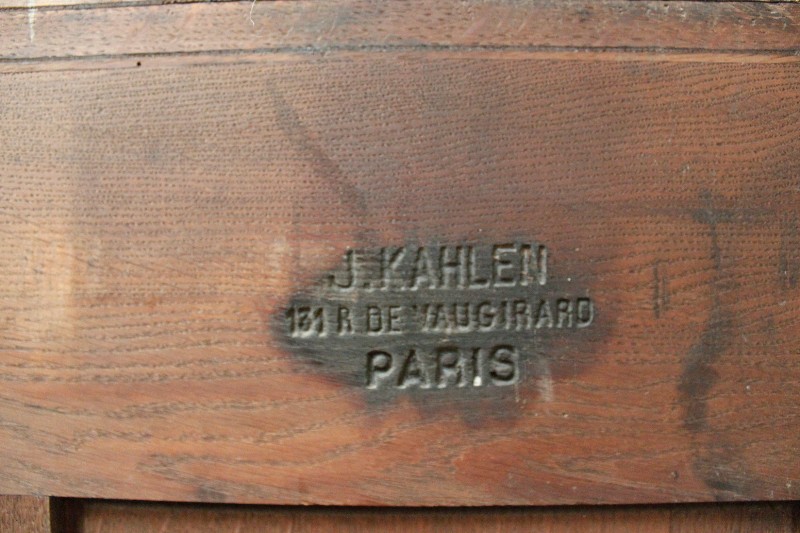 J. KAHLEN
131 R DE VAUGIRARD
PARIS